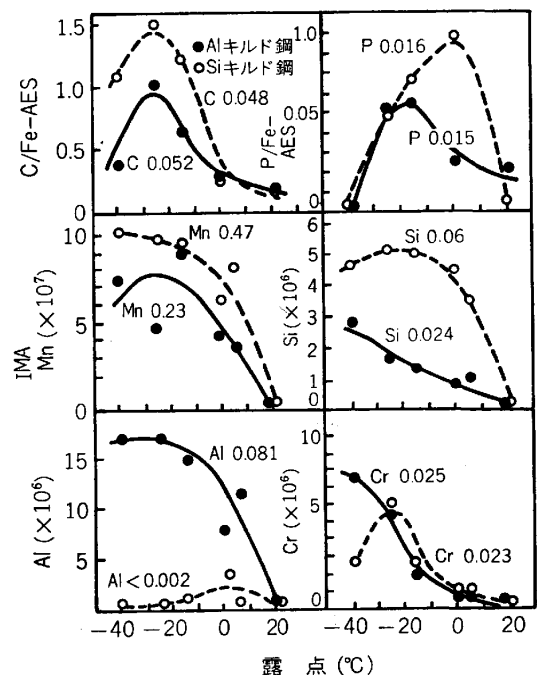 1.5
1.0
0.5
0
C/Fe-AES
●Alキルド鋼
○Siキルド鋼
C 0.048
C 0.052
0.1
0.05
0
P/Fe-
AES
P 0.016
P 0.015
10
5
0
IMA
Mn (×10⁷)
Mn 0.47
Mn 0.23
6
5
4
3
2
1
0
Si(×10⁶)
Si 0.06
Si 0.024
15
10
5
0
Al (×10⁶)
Al 0.081
Al<0.002
10
5
0
Cr (×10⁶)
Cr 0.025
Cr 0.023
-40 -20 0 20
-40 -20 0 20
露 点 (℃)